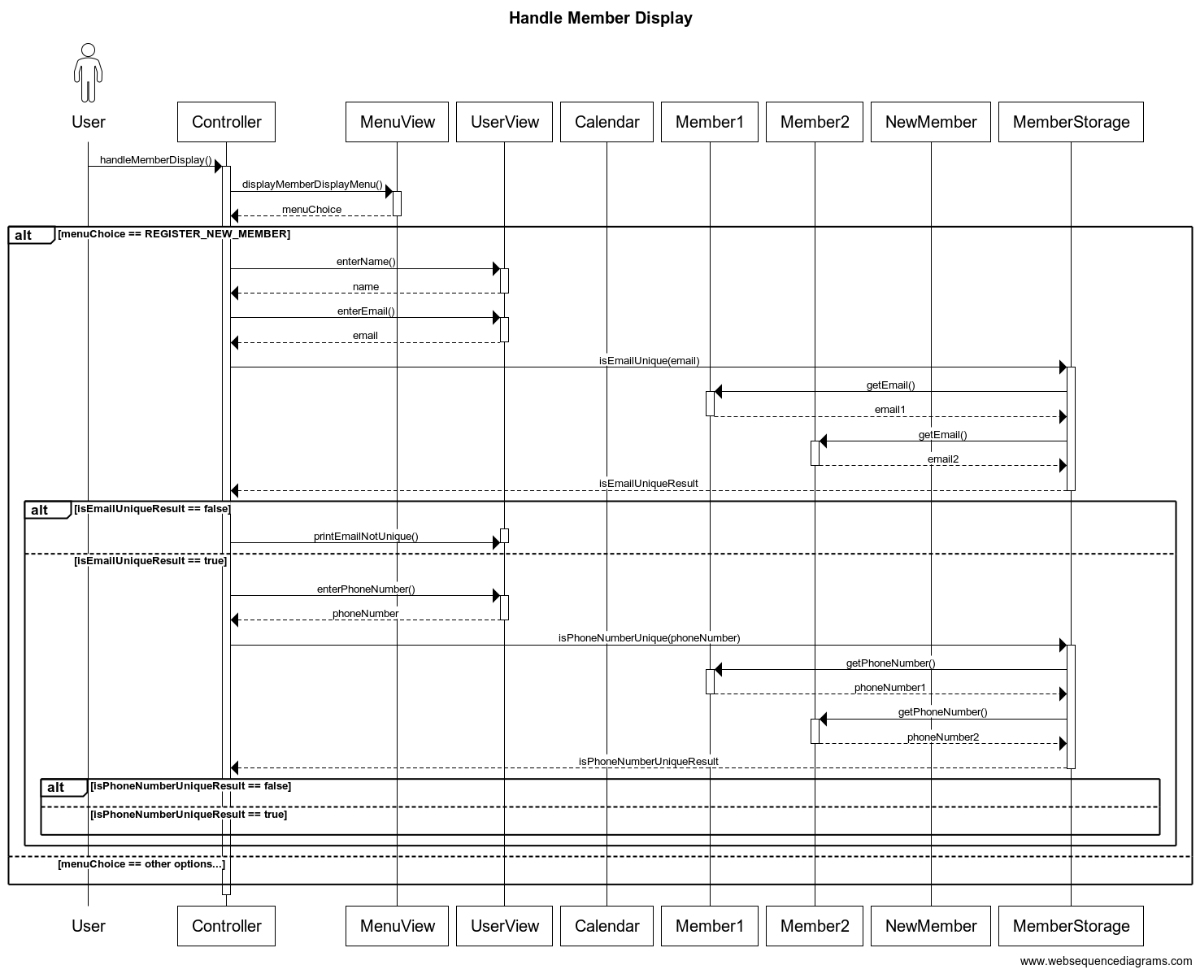 Handle Member Display
User
Controller
MenuView
UserView
Calendar
Member1
Member2
NewMember
MemberStorage
handleMemberDisplay()
displayMemberDisplayMenu()
menuChoice
alt
[menuChoice == REGISTER_NEW_MEMBER]
enterName()
name
enterEmail()
email
isEmailUnique(email)
getEmail()
email1
getEmail()
email2
isEmailUniqueResult
alt
[IsEmailUniqueResult == false]
printEmailNotUnique()
[IsEmailUniqueResult == true]
enterPhoneNumber()
phoneNumber
isPhoneNumberUnique(phoneNumber)
getPhoneNumber()
phoneNumber1
getPhoneNumber()
phoneNumber2
isPhoneNumberUniqueResult
alt
[IsPhoneNumberUniqueResult == false]
[IsPhoneNumberUniqueResult == true]
[menuChoice == other options...]
User
Controller
MenuView
UserView
Calendar
Member1
Member2
NewMember
MemberStorage
www.websequencediagrams.com